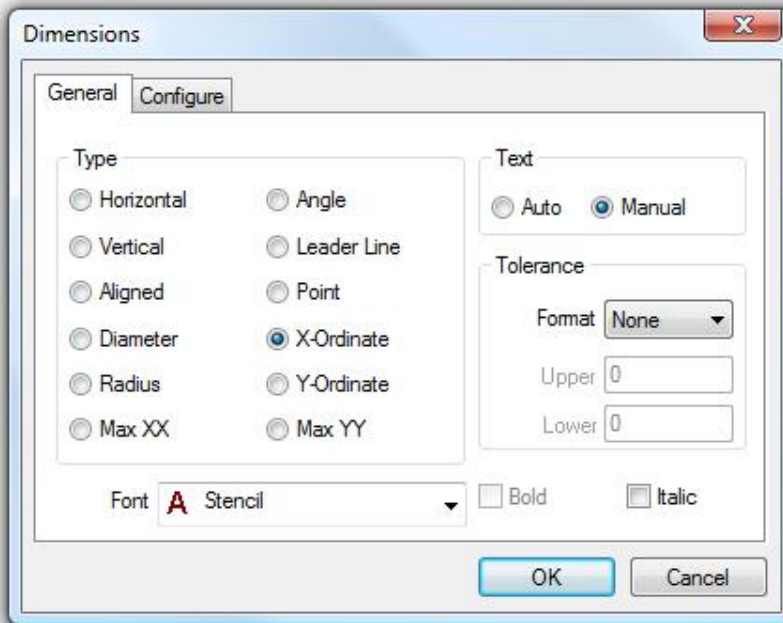 Dimensions
X
General Configure
Type
Horizontal Angle
Vertical Leader Line
Aligned Point
Diameter X-Ordinate
Radius Y-Ordinate
Max XX Max YY
Text
Auto Manual
Tolerance
Format None
Upper 0
Lower 0
Font A Stencil Bold Italic
OK Cancel